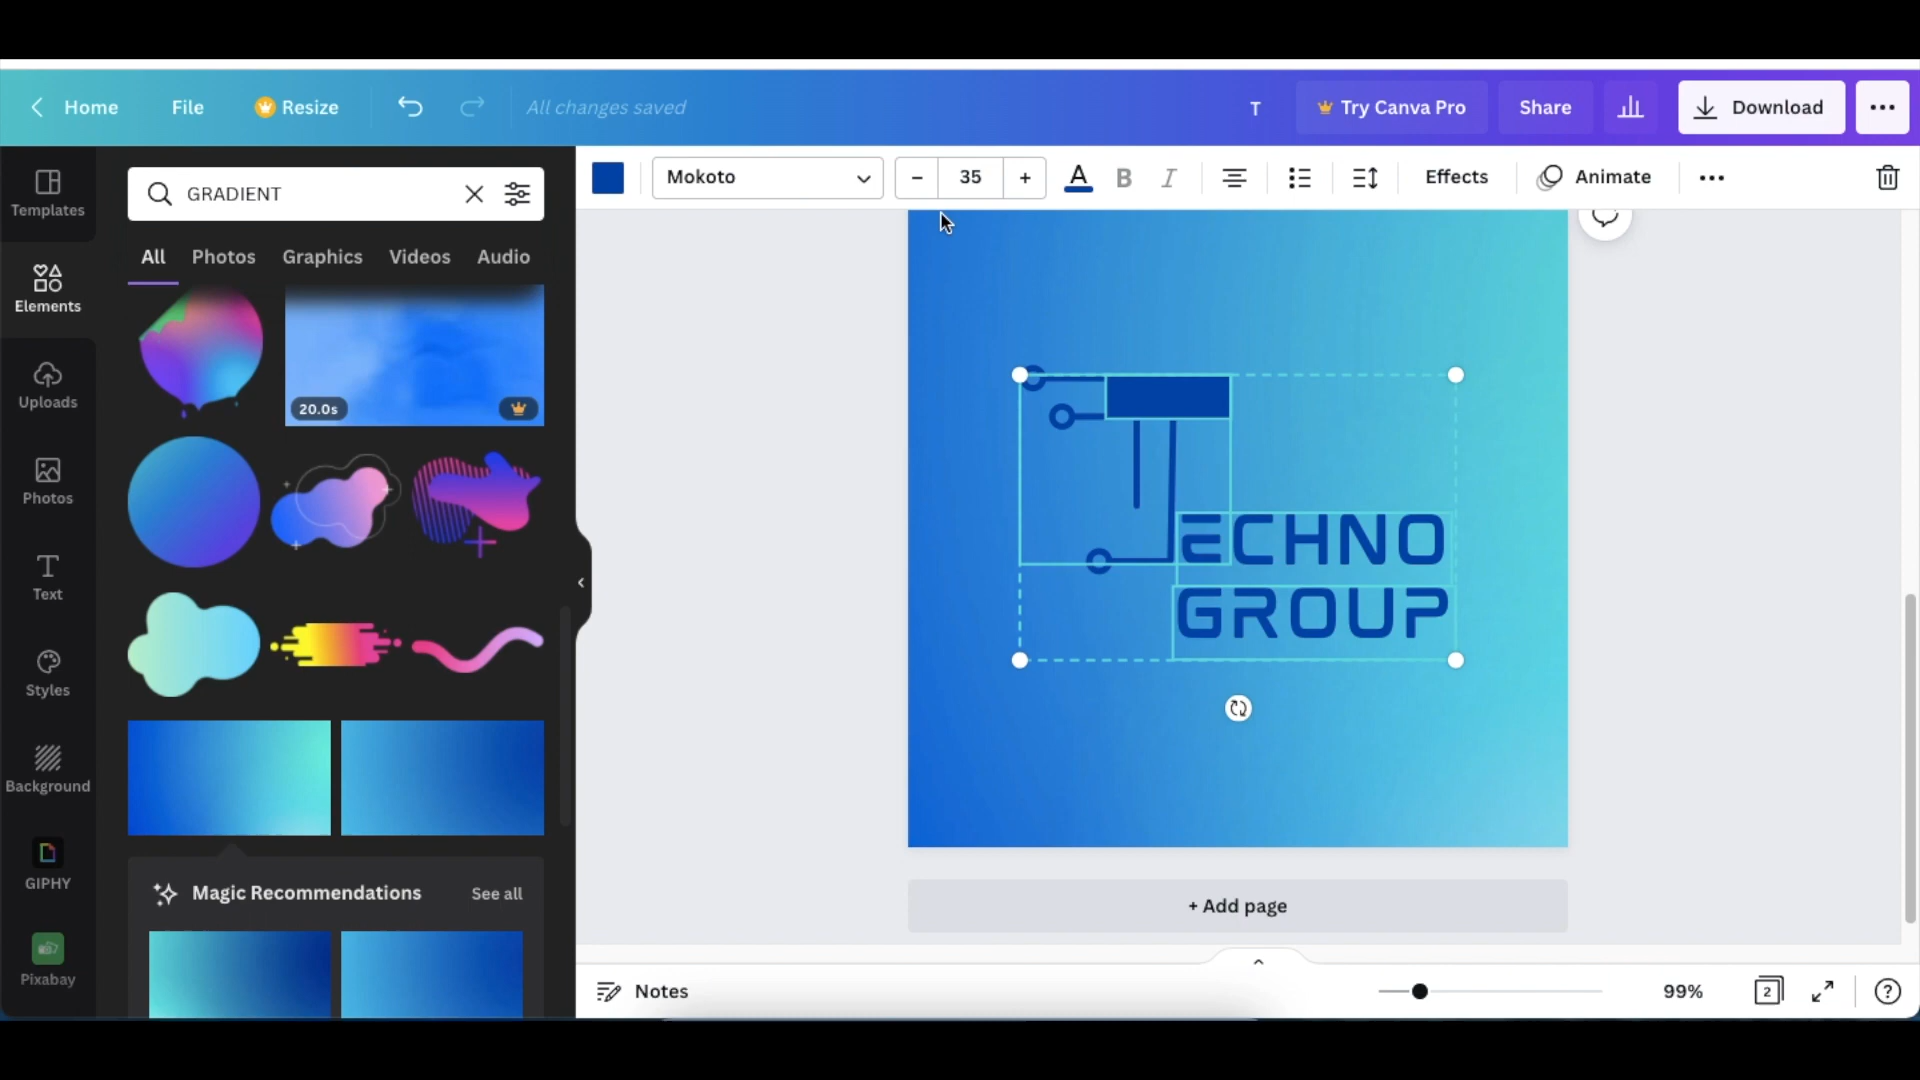 Home File Resize All changes saved T Try Canva Pro Share Download
Templates
Elements
Uploads
Photos
Text
Styles
Background
GIPHY
Pixabay
GRADIENT
All Photos Graphics Videos Audio
20.0s
Magic Recommendations See all
Mokoto − 35 + A B I Effects Animate
ECHNO
GROUP
+ Add page
Notes 99% 2 ?